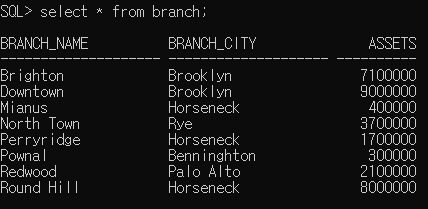 SQL> select * from branch;
BRANCH_NAME BRANCH_CITY ASSETS
-------------------- -------------------- ----------
Brighton Brooklyn 7100000
Downtown Brooklyn 9000000
Mianus Horseneck 400000
North Town Rye 3700000
Perryridge Horseneck 1700000
Pownal Benninghton 300000
Redwood Palo Alto 2100000
Round Hill Horseneck 8000000